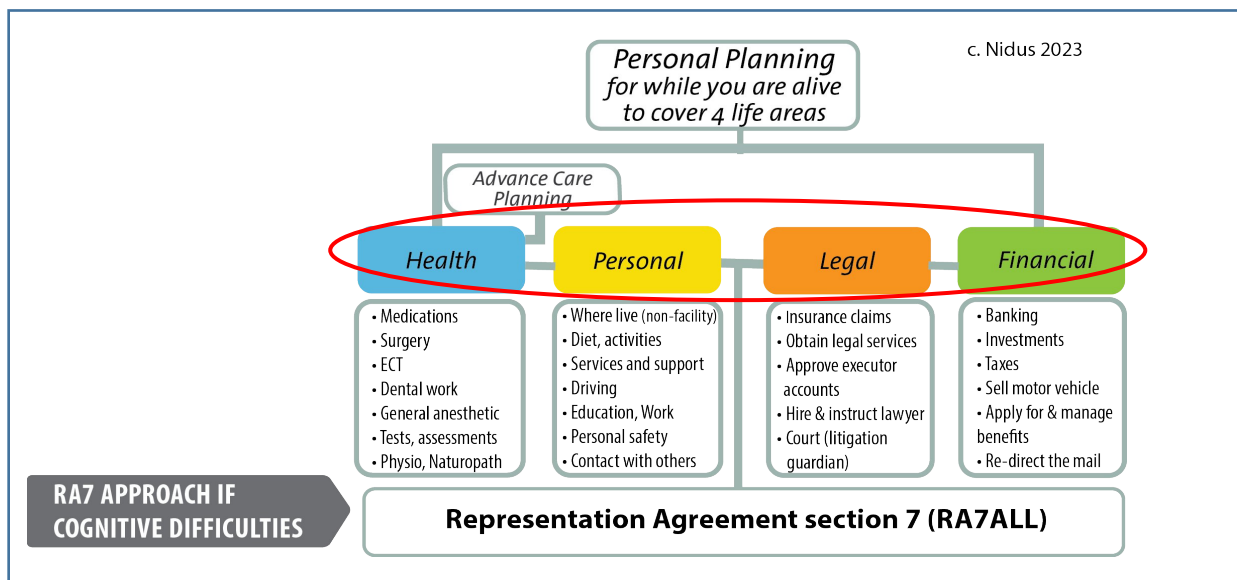 Personal Planning
for while you are alive
to cover 4 life areas
c. Nidus 2023
Advance Care
Planning
Health
Personal
Legal
Financial
• Medications
• Surgery
• ECT
• Dental work
• General anesthetic
• Tests, assessments
• Physio, Naturopath
• Where live (non-facility)
• Diet, activities
• Services and support
• Driving
• Education, Work
• Personal safety
• Contact with others
• Insurance claims
• Obtain legal services
• Approve executor
accounts
• Hire & instruct lawyer
• Court (litigation
guardian)
• Banking
• Investments
• Taxes
• Sell motor vehicle
• Apply for & manage
benefits
• Re-direct the mail
RA7 APPROACH IF
COGNITIVE DIFFICULTIES
Representation Agreement section 7 (RA7ALL)